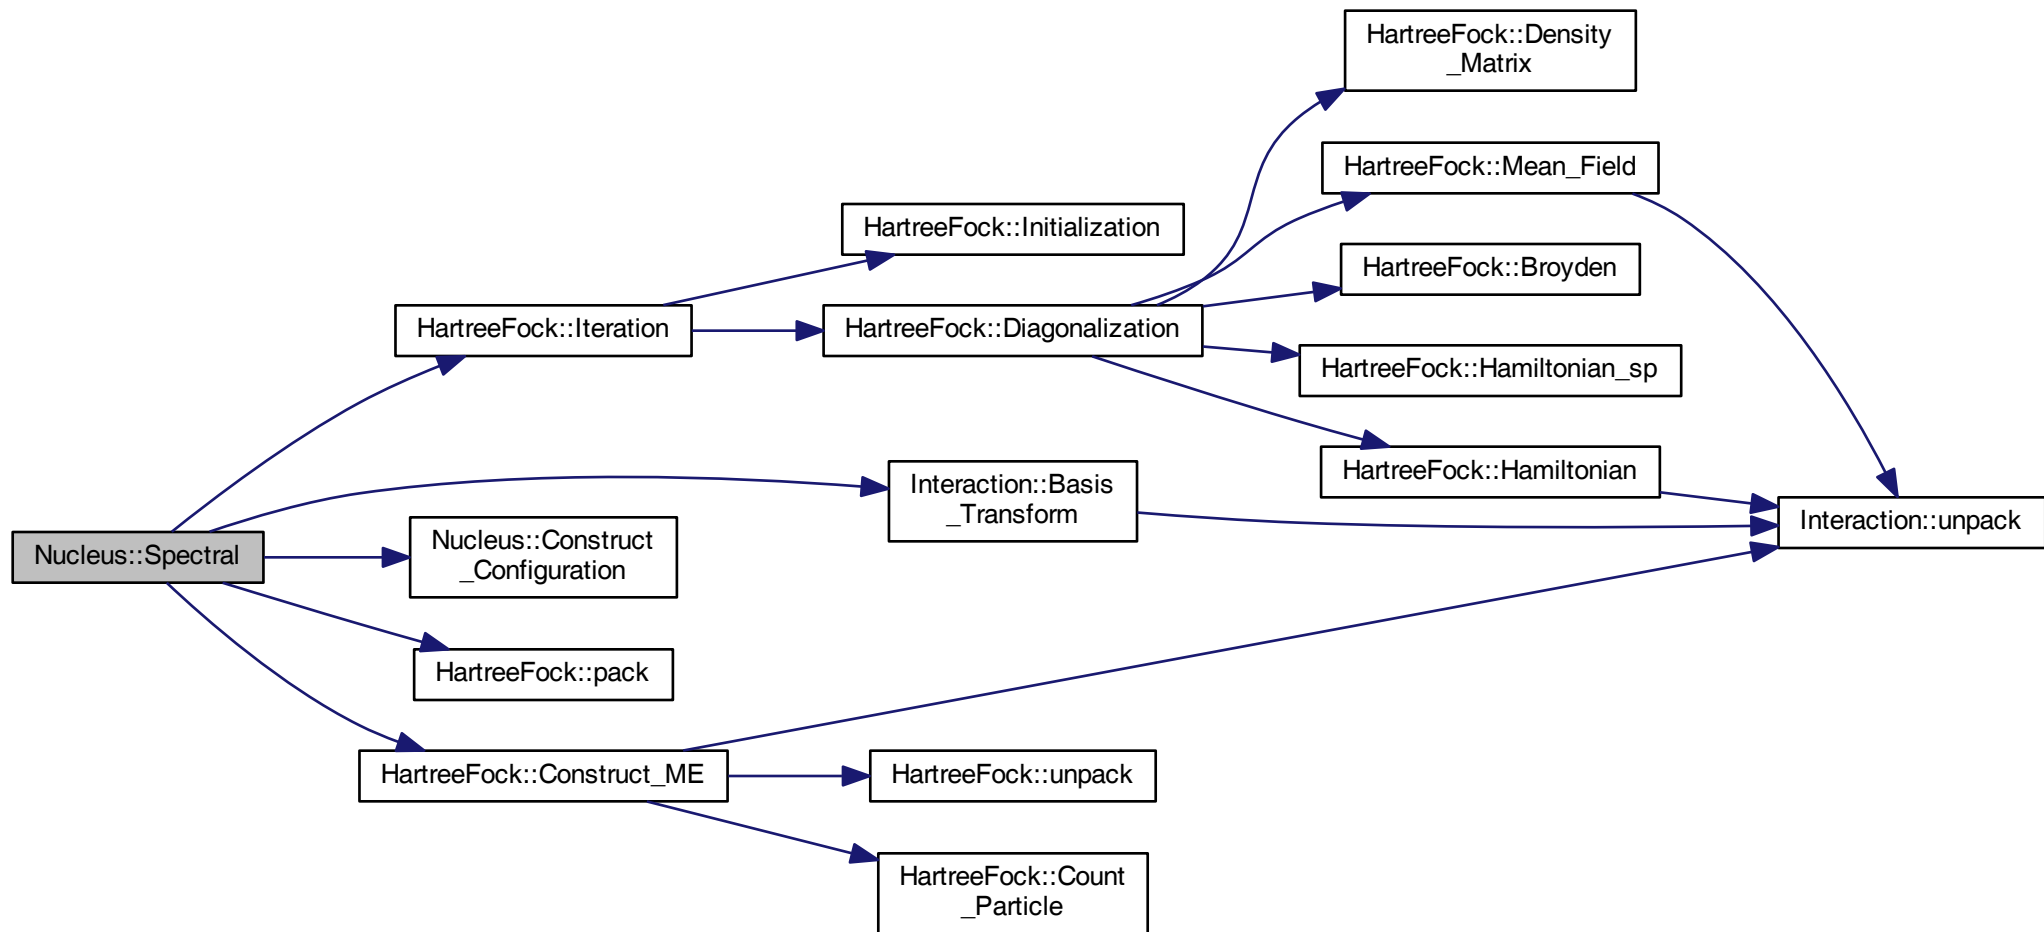 HartreeFock::Density
_Matrix
HartreeFock::Mean_Field
HartreeFock::Initialization
HartreeFock::Broyden
HartreeFock::Iteration
HartreeFock::Diagonalization
HartreeFock::Hamiltonian_sp
HartreeFock::Hamiltonian
Interaction::Basis
_Transform
Interaction::unpack
Nucleus::Spectral
Nucleus::Construct
_Configuration
HartreeFock::pack
HartreeFock::Construct_ME
HartreeFock::unpack
HartreeFock::Count
_Particle